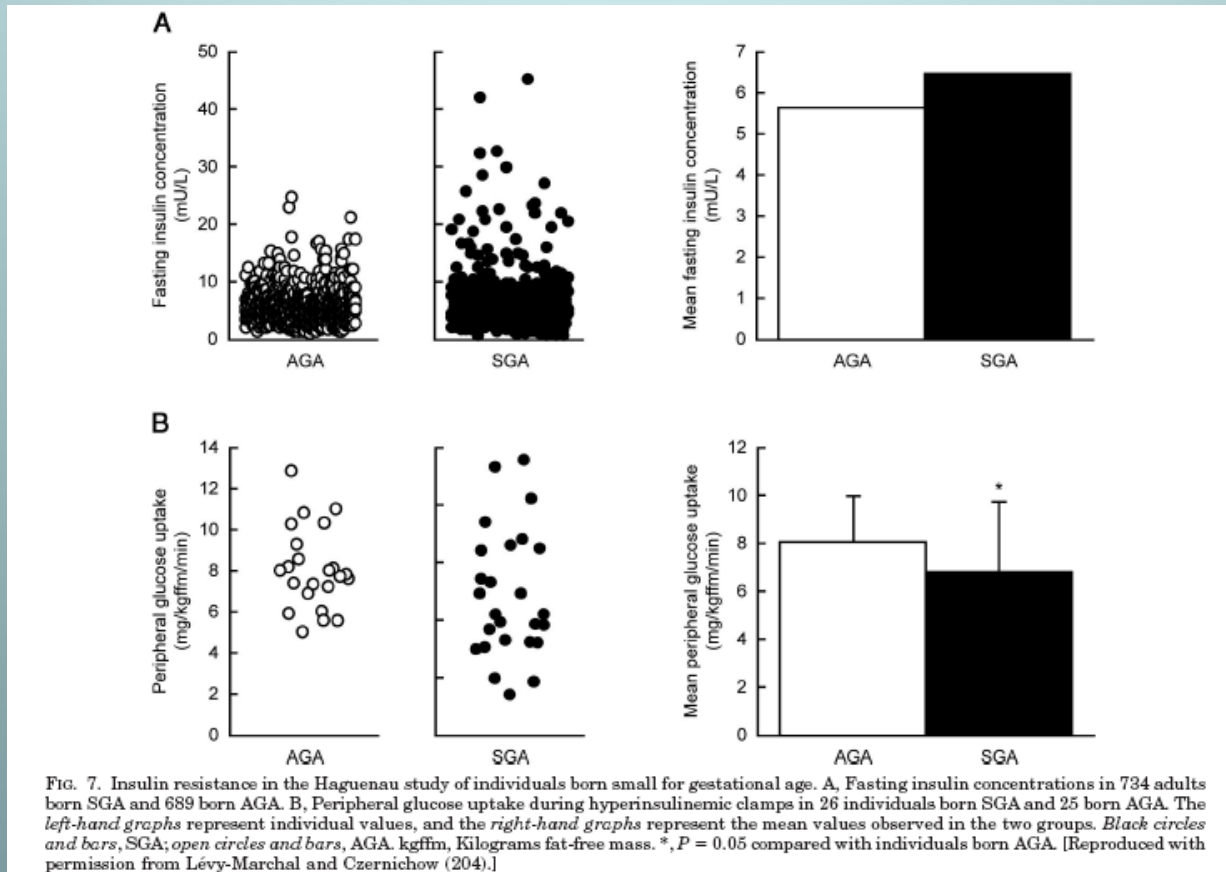 A
Fasting insulin concentration
(mU/L)
50
40
30
20
10
0
AGA
SGA
Mean fasting insulin concentration
(mU/L)
7
6
5
4
3
2
1
0
AGA
SGA
B
Peripheral glucose uptake
(mg/kgffm/min)
14
12
10
8
6
4
2
0
AGA
SGA
Mean peripheral glucose uptake
(mg/kgffm/min)
12
10
8
6
4
2
0
*
AGA
SGA
FIG. 7. Insulin resistance in the Haguenau study of individuals born small for gestational age. A, Fasting insulin concentrations in 734 adults
born SGA and 689 born AGA. B, Peripheral glucose uptake during hyperinsulinemic clamps in 26 individuals born SGA and 25 born AGA. The
left-hand graphs represent individual values, and the right-hand graphs represent the mean values observed in the two groups. Black circles
and bars, SGA; open circles and bars, AGA. kgffm, Kilograms fat-free mass. *, P = 0.05 compared with individuals born AGA. [Reproduced with
permission from Lévy-Marchal and Czernichow (204).]